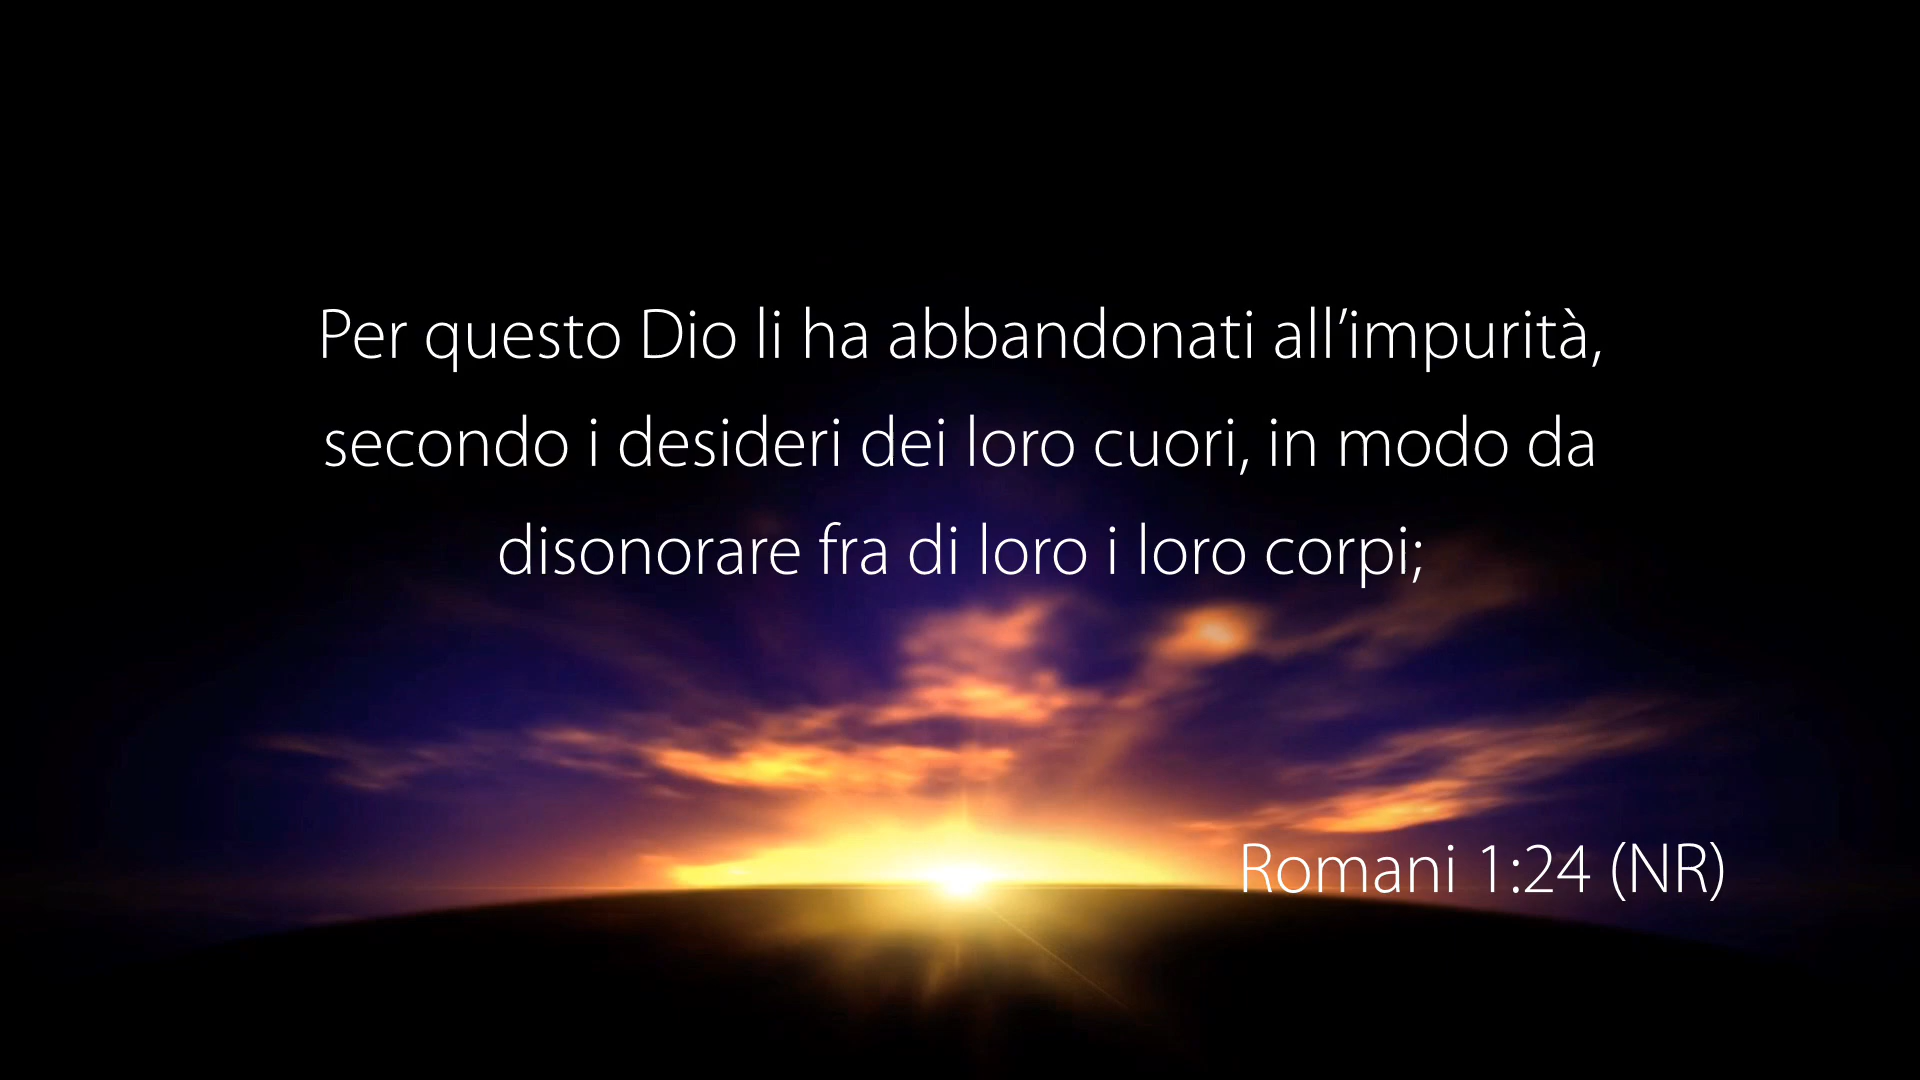 Per questo Dio li ha abbandonati all’impurità,
secondo i desideri dei loro cuori, in modo da
disonorare fra di loro i loro corpi;
Romani 1:24 (NR)